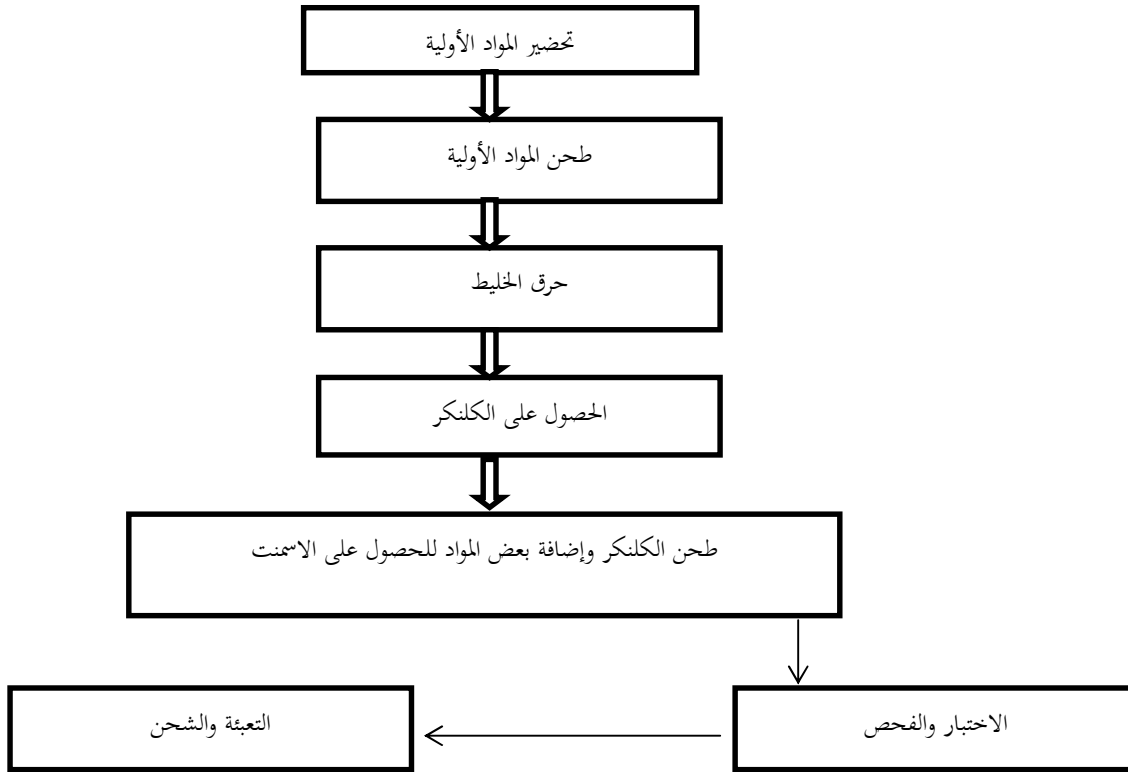 تحضير المواد الأولية
طحن المواد الأولية
حرق الخليط
الحصول على الكلنكر
طحن الكلنكر وإضافة بعض المواد للحصول على الاسمنت
الاختبار والفحص
التعبئة والشحن